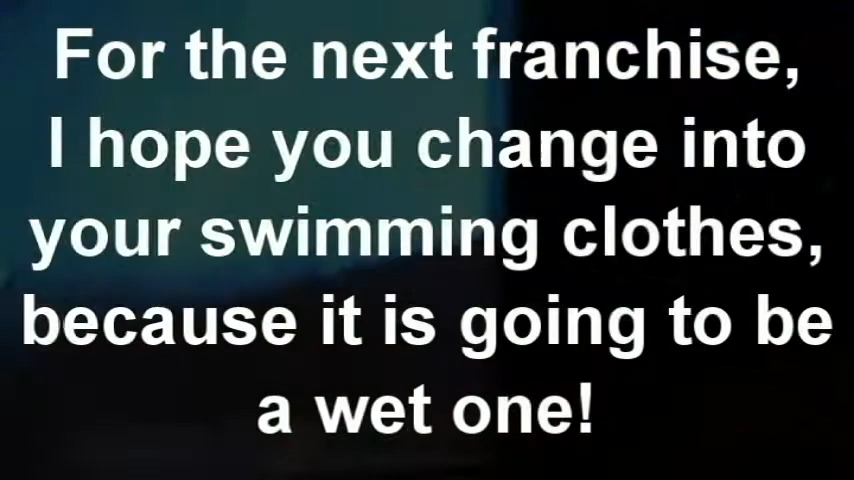 For the next franchise,
I hope you change into
your swimming clothes,
because it is going to be
a wet one!